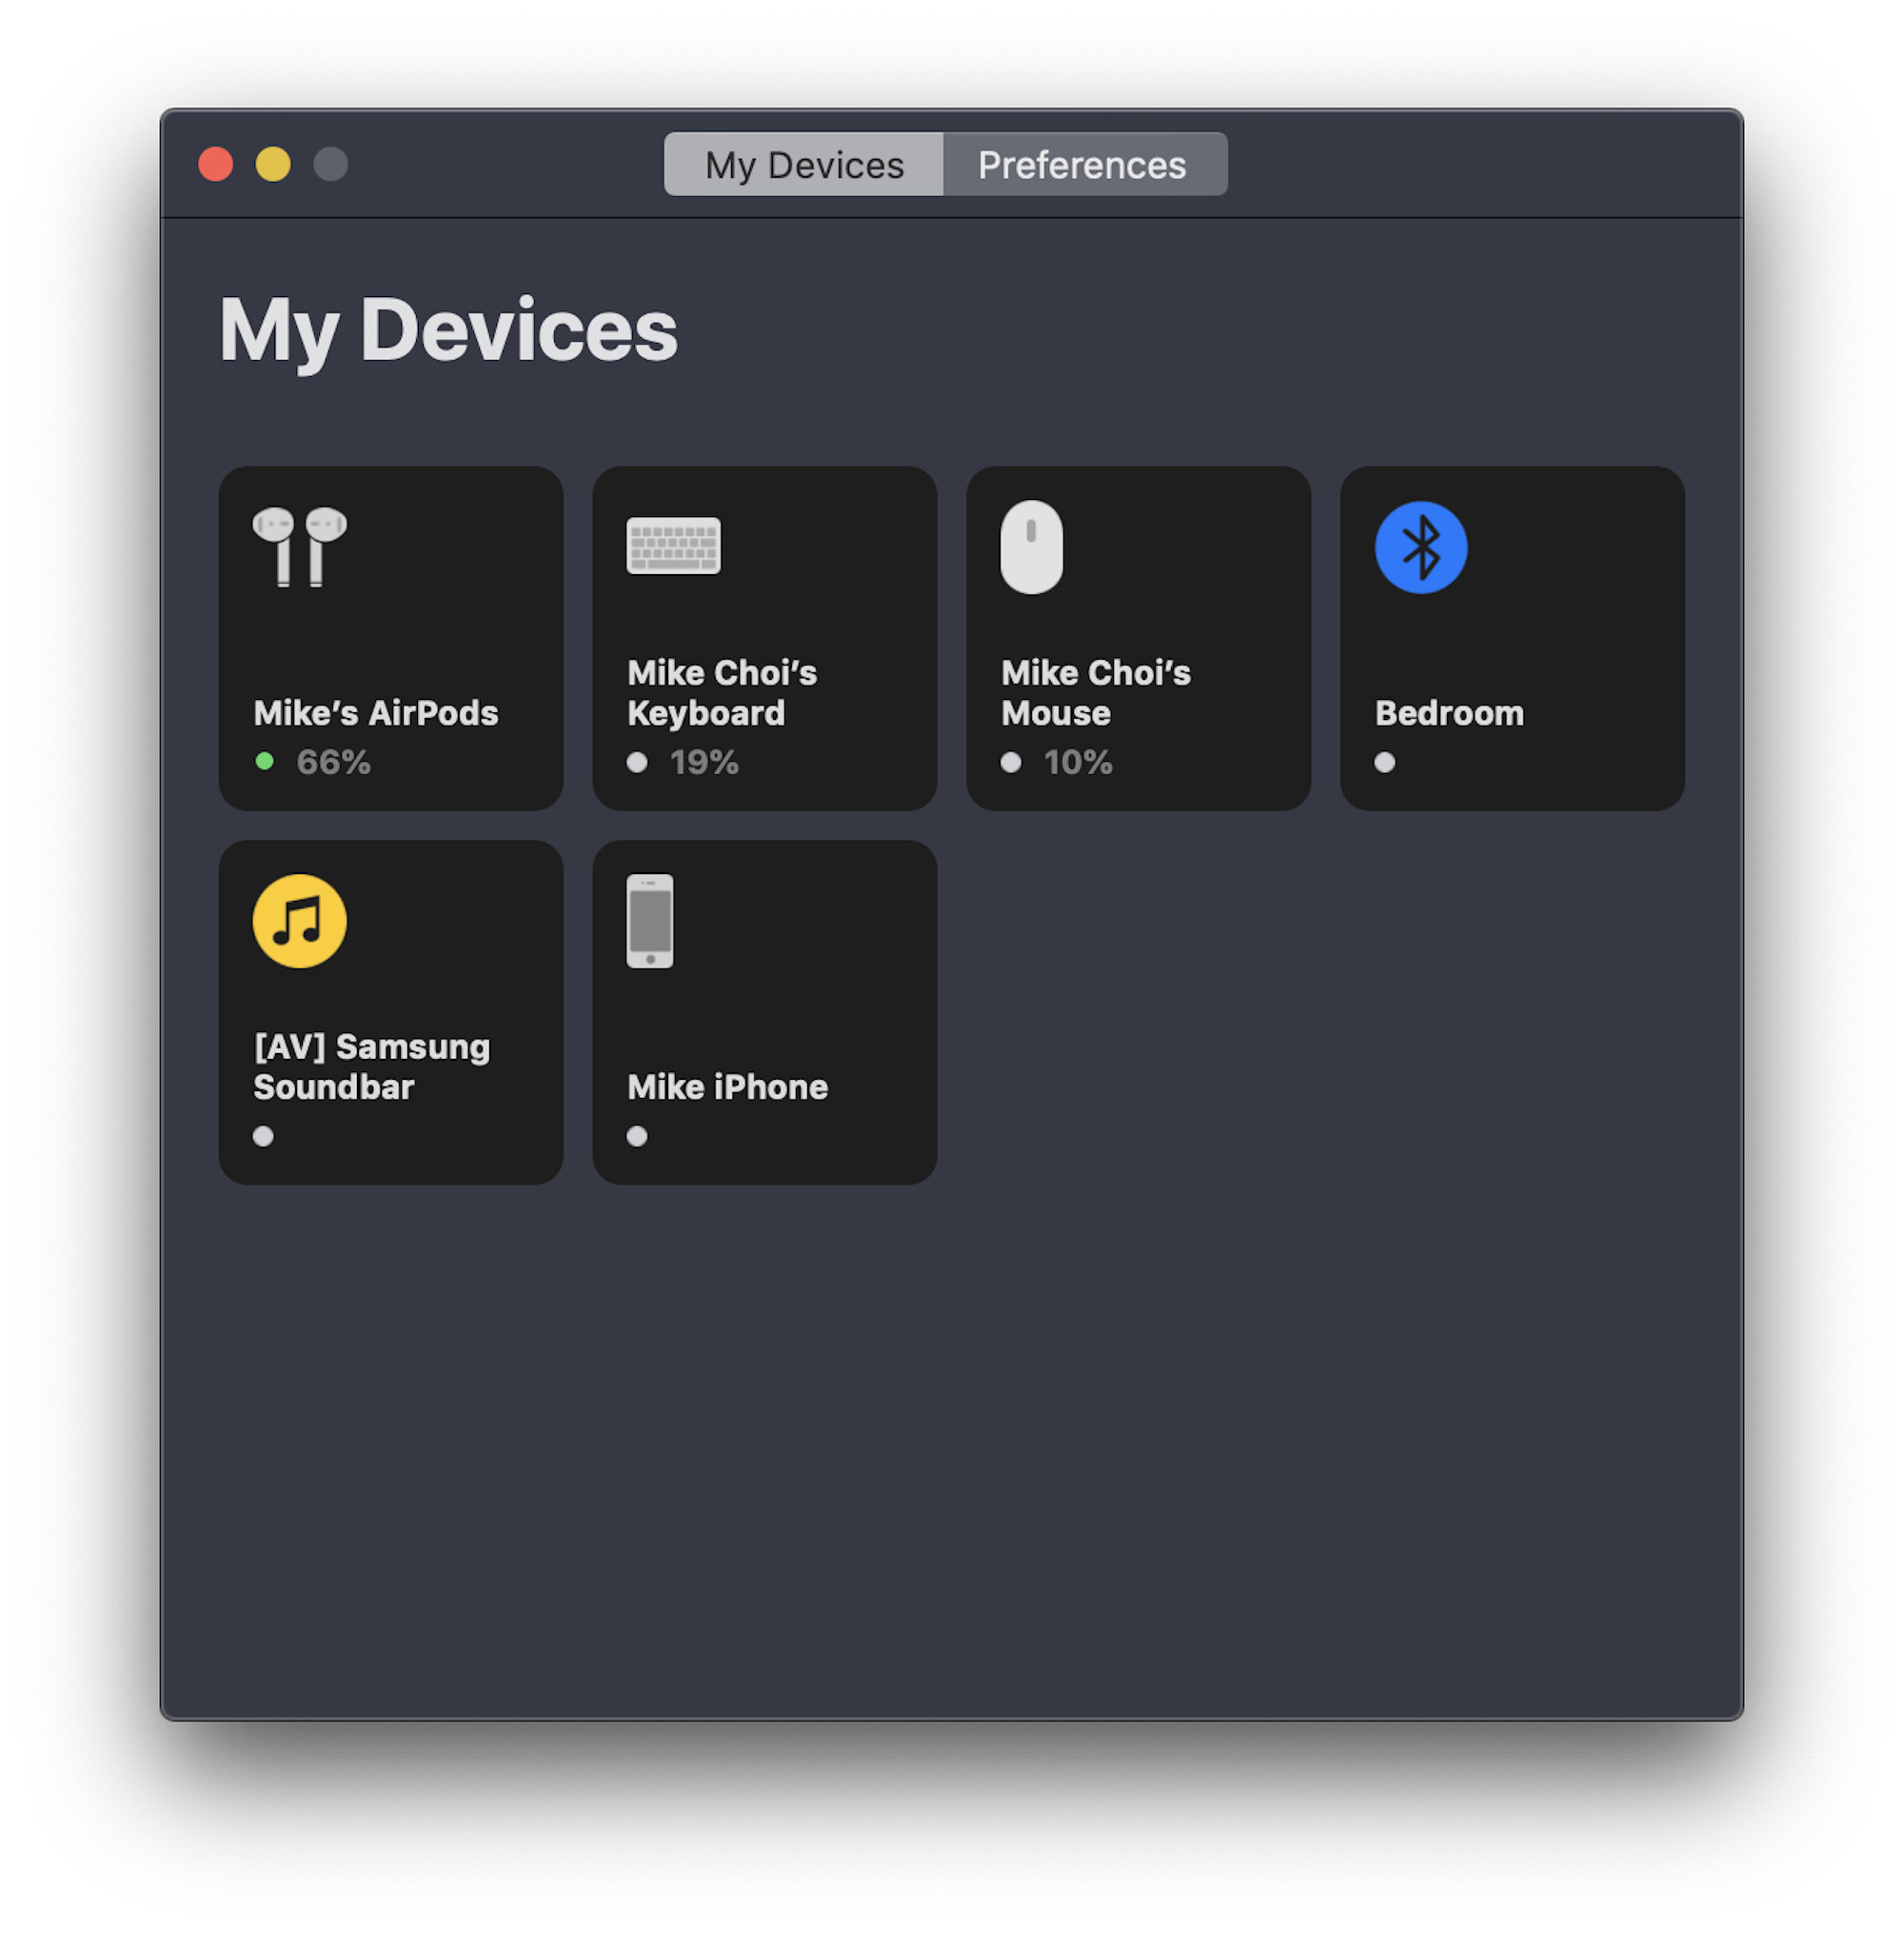 My Devices
Preferences
My Devices
Mike’s AirPods
66%
Mike Choi’s
Keyboard
19%
Mike Choi’s
Mouse
10%
Bedroom
[AV] Samsung
Soundbar
Mike iPhone